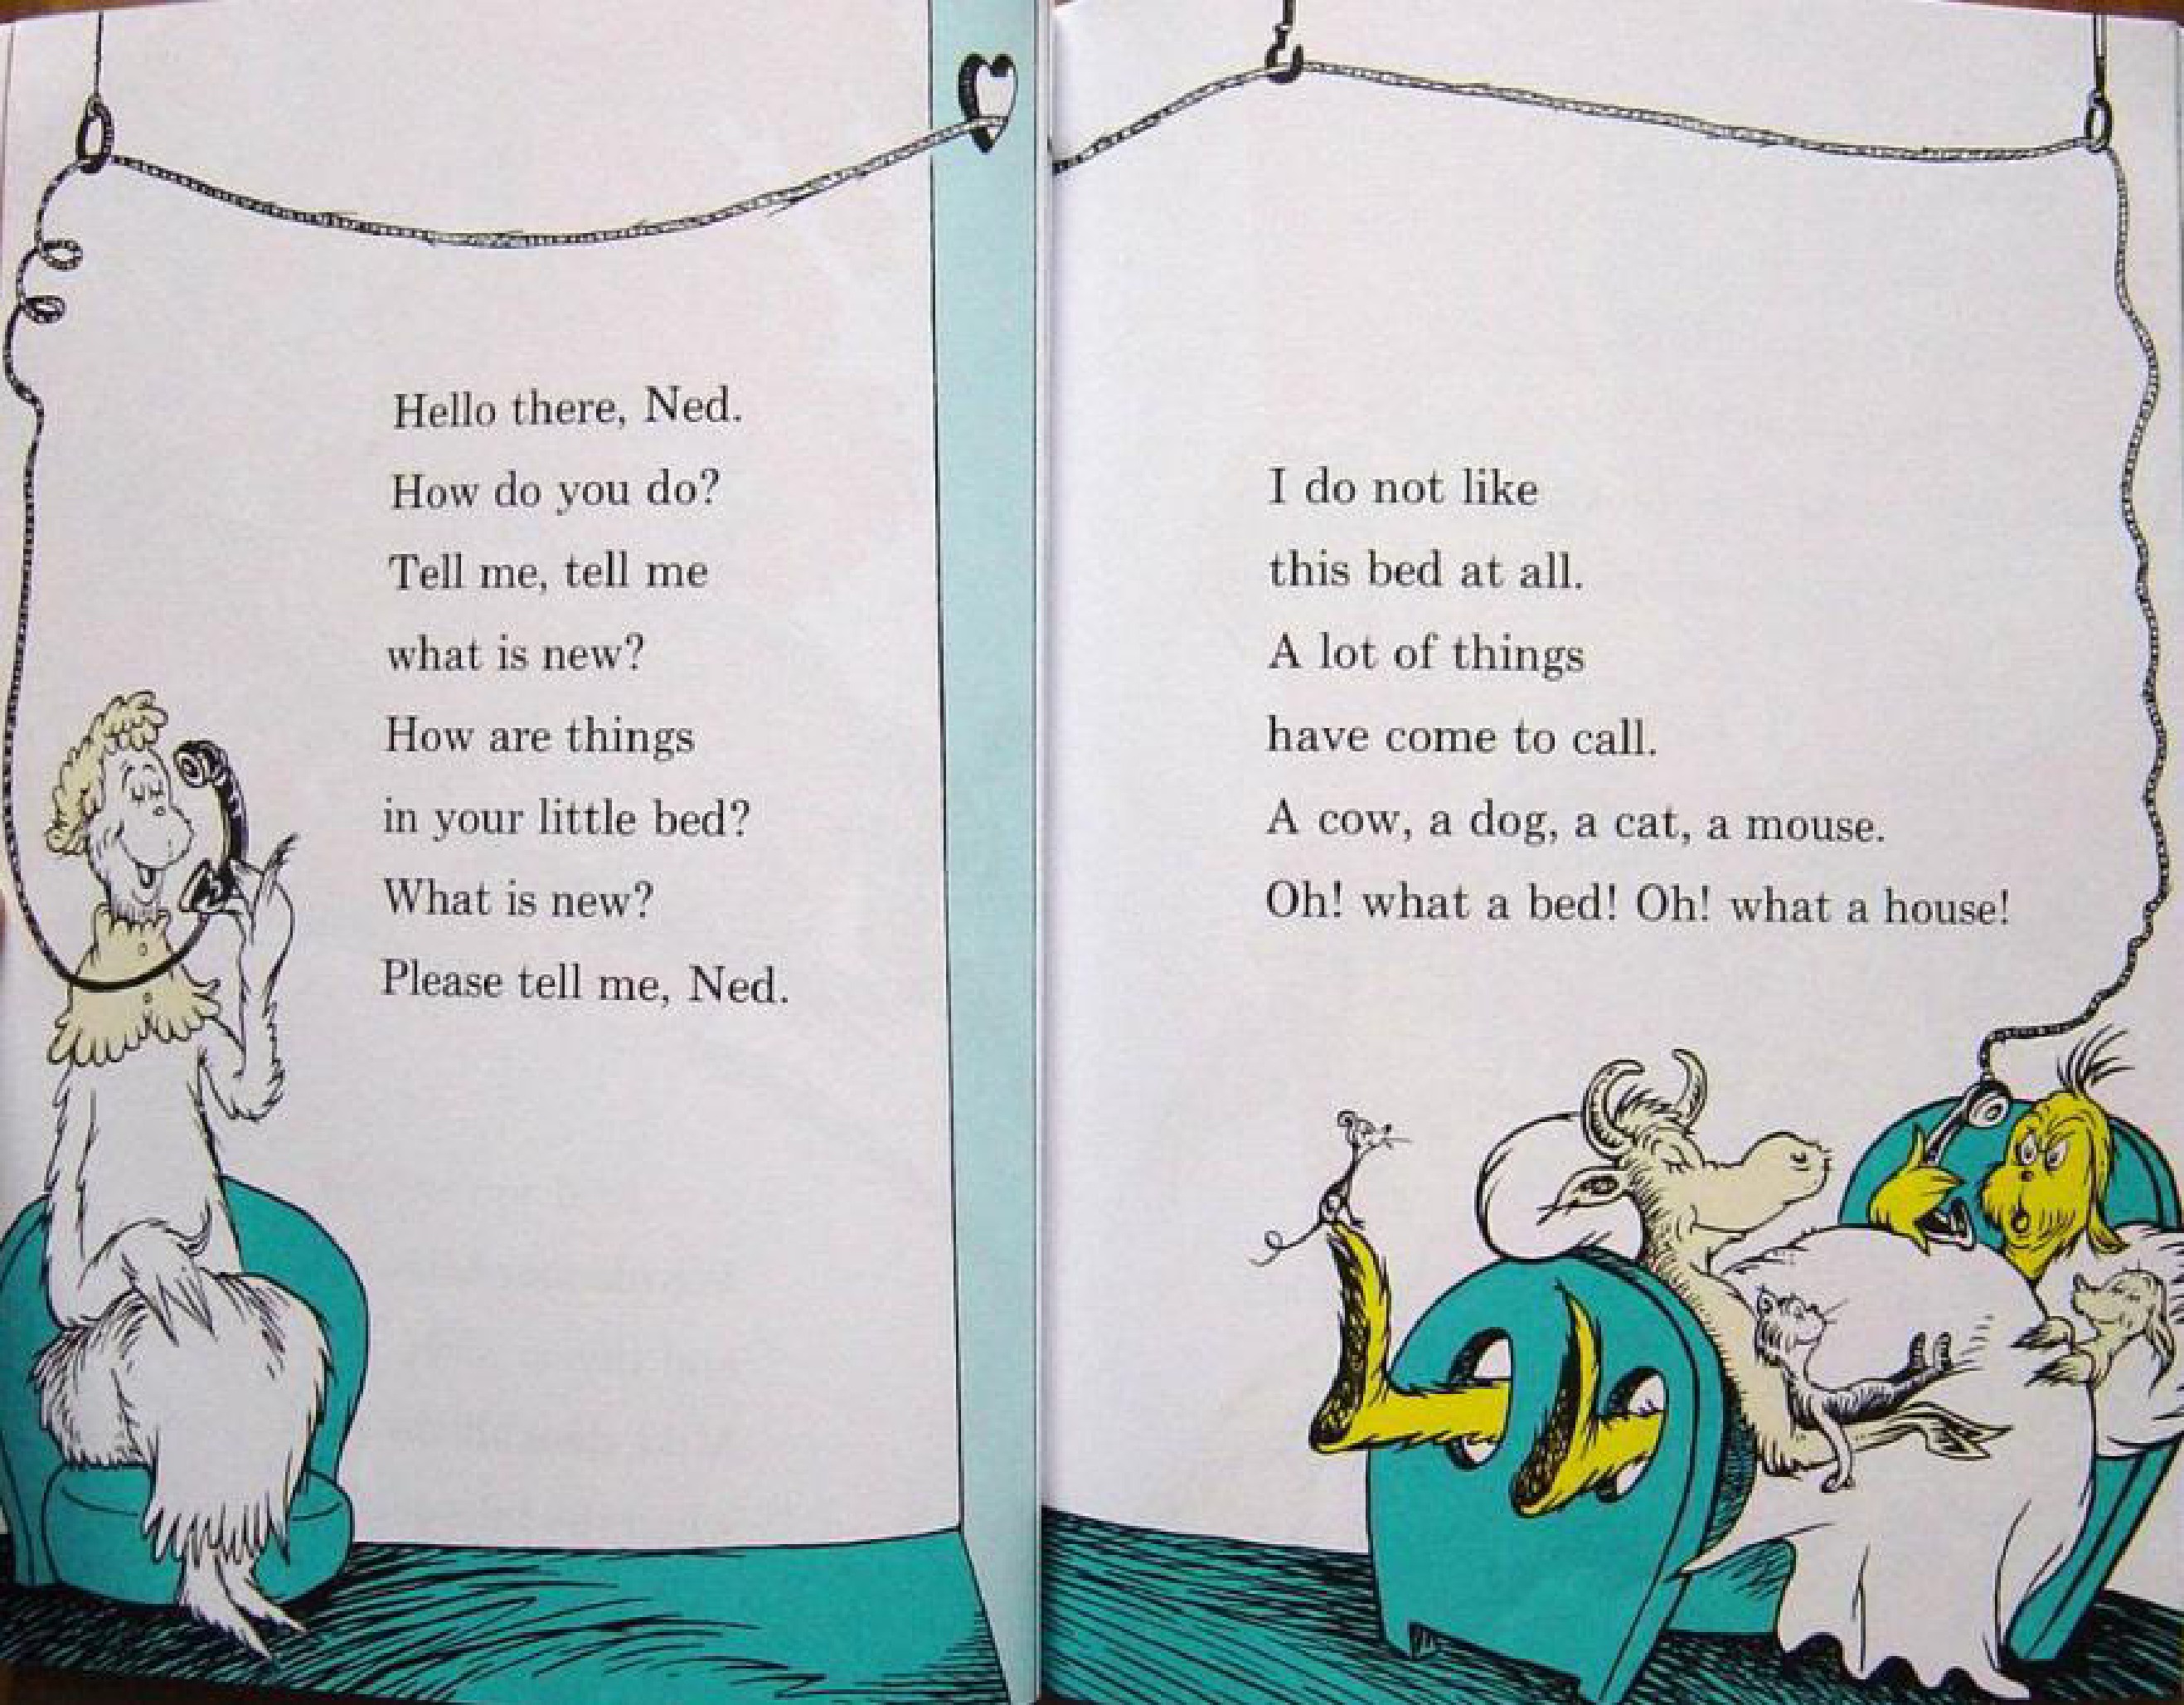 Hello there, Ned.
How do you do?
Tell me, tell me
what is new?
How are things
in your little bed?
What is new?
Please tell me, Ned.
I do not like
this bed at all.
A lot of things
have come to call.
A cow, a dog, a cat, a mouse.
Oh! what a bed! Oh! what a house!